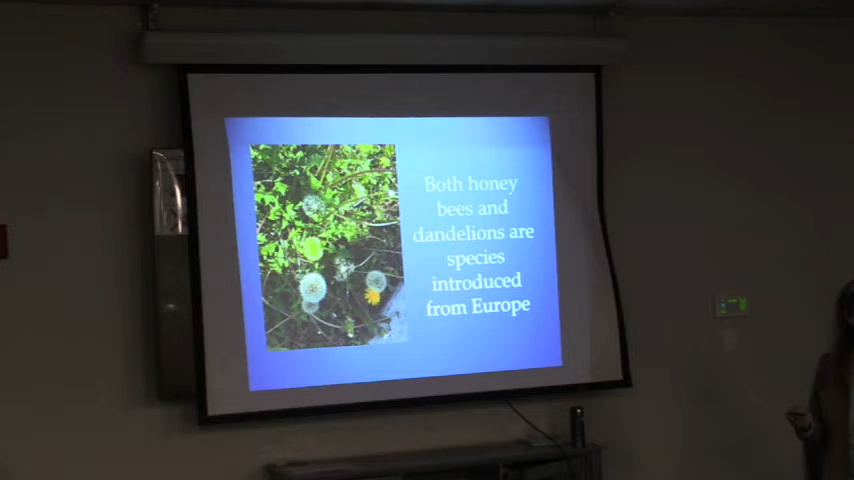 Both honey
bees and
dandelions are
species
introduced
from Europe